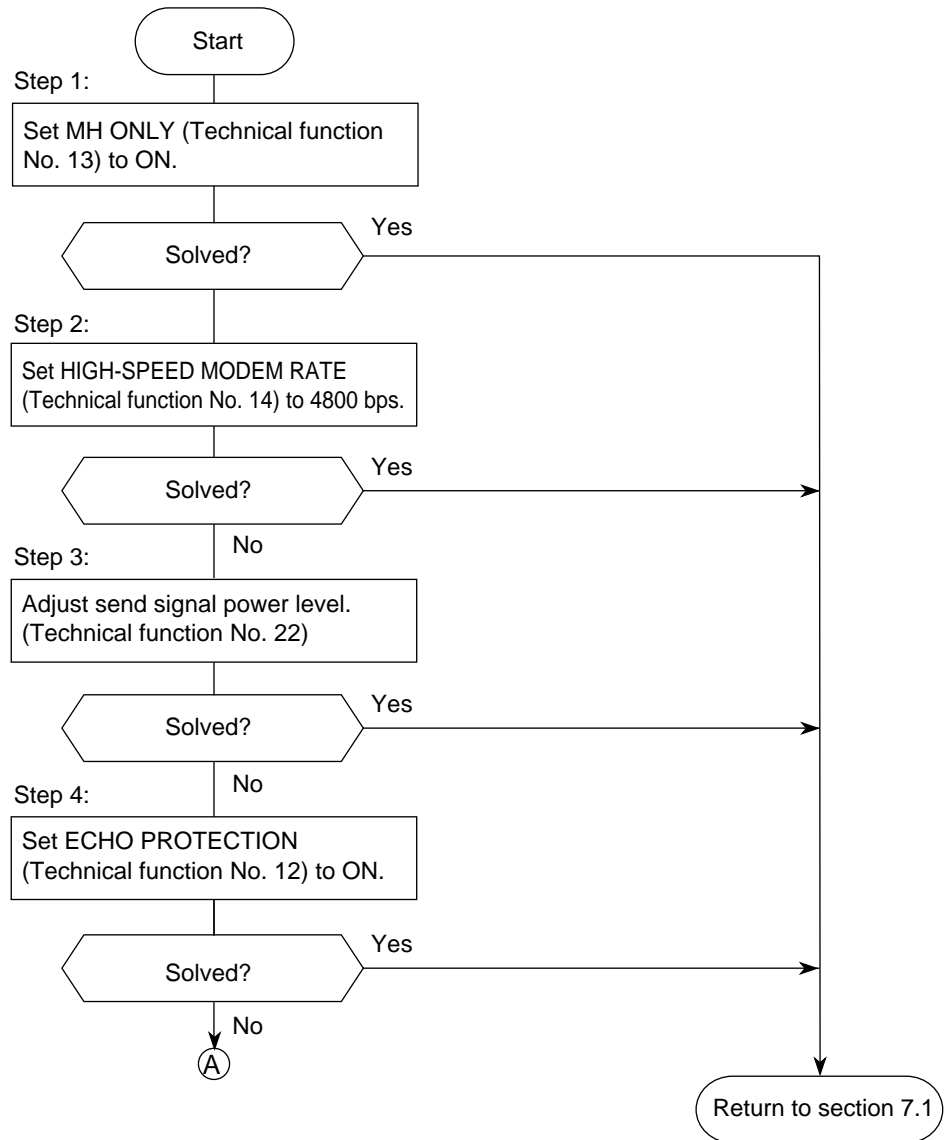 Start
Step 1:
Set MH ONLY (Technical function
No. 13) to ON.
Yes
Solved?
Step 2:
Set HIGH-SPEED MODEM RATE
(Technical function No. 14) to 4800 bps.
Yes
Solved?
No
Step 3:
Adjust send signal power level.
(Technical function No. 22)
Yes
Solved?
No
Step 4:
Set ECHO PROTECTION
(Technical function No. 12) to ON.
Yes
Solved?
No
A
Return to section 7.1